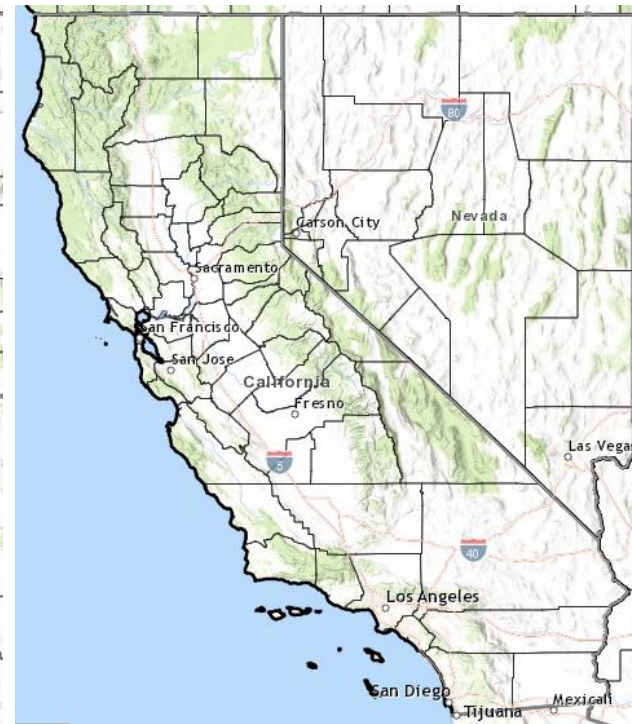 80
Carson City
Nevada
Sacramento
San Francisco
San Jose
California
Fresno
Las Vegas
5
40
Los Angeles
San Diego
Tijuana
Mexicali